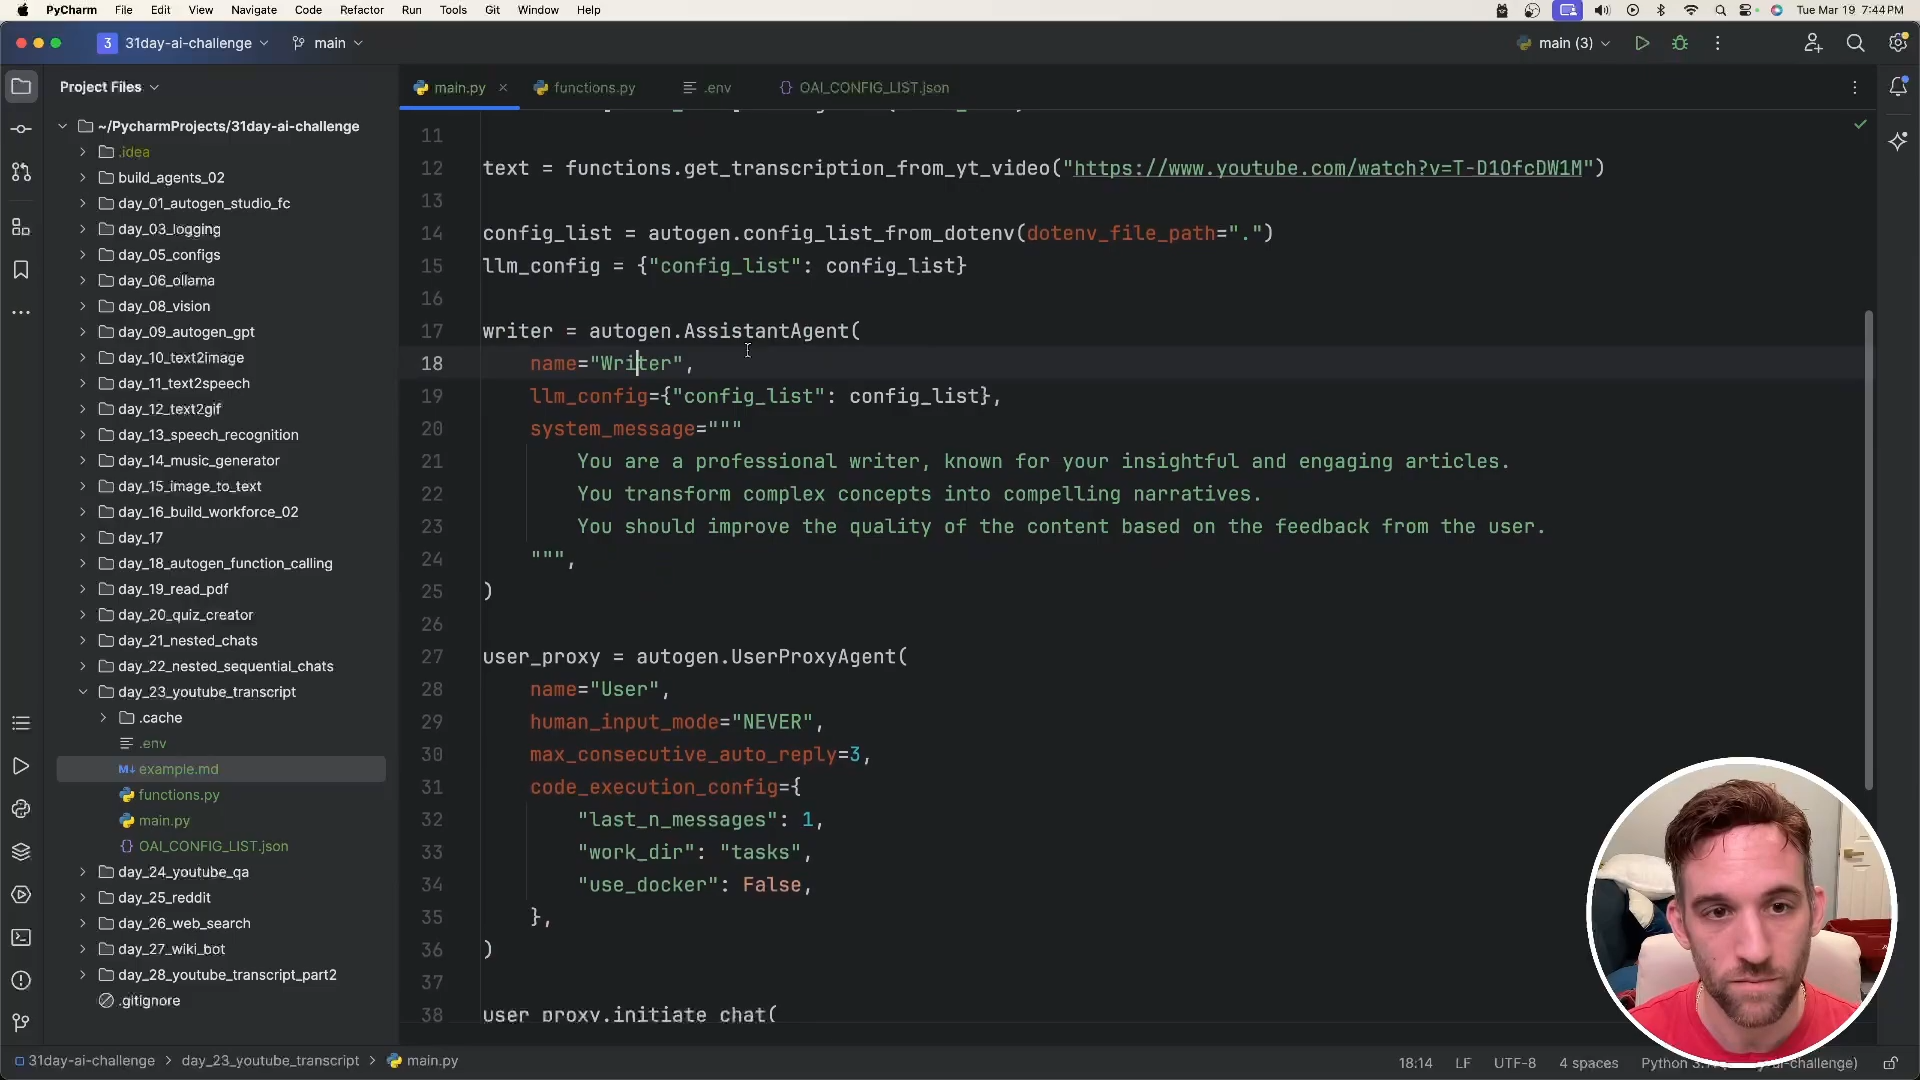 PyCharm File Edit View Navigate Code Refactor Run Tools Git Window Help Tue Mar 19 7:44 PM
3 31day-ai-challenge main main (3)
Project Files
~/PycharmProjects/31day-ai-challenge
.idea
build_agents_02
day_01_autogen_studio_fc
day_03_logging
day_05_configs
day_06_ollama
day_08_vision
day_09_autogen_gpt
day_10_text2image
day_11_text2speech
day_12_text2gif
day_13_speech_recognition
day_14_music_generator
day_15_image_to_text
day_16_build_workforce_02
day_17
day_18_autogen_function_calling
day_19_read_pdf
day_20_quiz_creator
day_21_nested_chats
day_22_nested_sequential_chats
day_23_youtube_transcript
.cache
.env
M↓ example.md
functions.py
main.py
{} OAI_CONFIG_LIST.json
day_24_youtube_qa
day_25_reddit
day_26_web_search
day_27_wiki_bot
day_28_youtube_transcript_part2
.gitignore
main.py functions.py .env {} OAI_CONFIG_LIST.json
11
12 text = functions.get_transcription_from_yt_video("https://www.youtube.com/watch?v=T-D1OfcDW1M")
13
14 config_list = autogen.config_list_from_dotenv(dotenv_file_path=".")
15 llm_config = {"config_list": config_list}
16
17 writer = autogen.AssistantAgent(
18 name="Writer",
19 llm_config={"config_list": config_list},
20 system_message="""
21 You are a professional writer, known for your insightful and engaging articles.
22 You transform complex concepts into compelling narratives.
23 You should improve the quality of the content based on the feedback from the user.
24 """,
25 )
26
27 user_proxy = autogen.UserProxyAgent(
28 name="User",
29 human_input_mode="NEVER",
30 max_consecutive_auto_reply=3,
31 code_execution_config={
32 "last_n_messages": 1,
33 "work_dir": "tasks",
34 "use_docker": False,
35 },
36 )
37
38 user_proxy.initiate_chat(
31day-ai-challenge > day_23_youtube_transcript > main.py 18:14 LF UTF-8 4 spaces